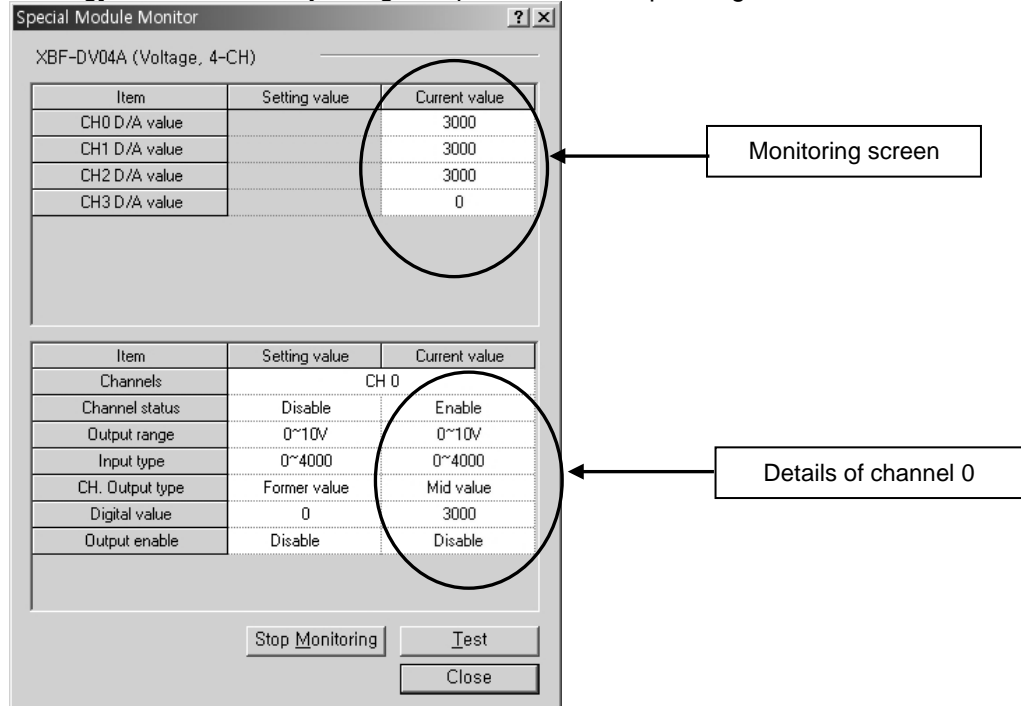 Special Module Monitor ? ×
XBF-DV04A (Voltage, 4-CH)
Item Setting value Current value
CH0 D/A value 3000
CH1 D/A value 3000
CH2 D/A value 3000
CH3 D/A value 0
Monitoring screen
Item Setting value Current value
Channels CH 0
Channel status Disable Enable
Output range 0~10V 0~10V
Input type 0~4000 0~4000
CH. Output type Former value Mid value
Digital value 0 3000
Output enable Disable Disable
Details of channel 0
Stop Monitoring Test
Close